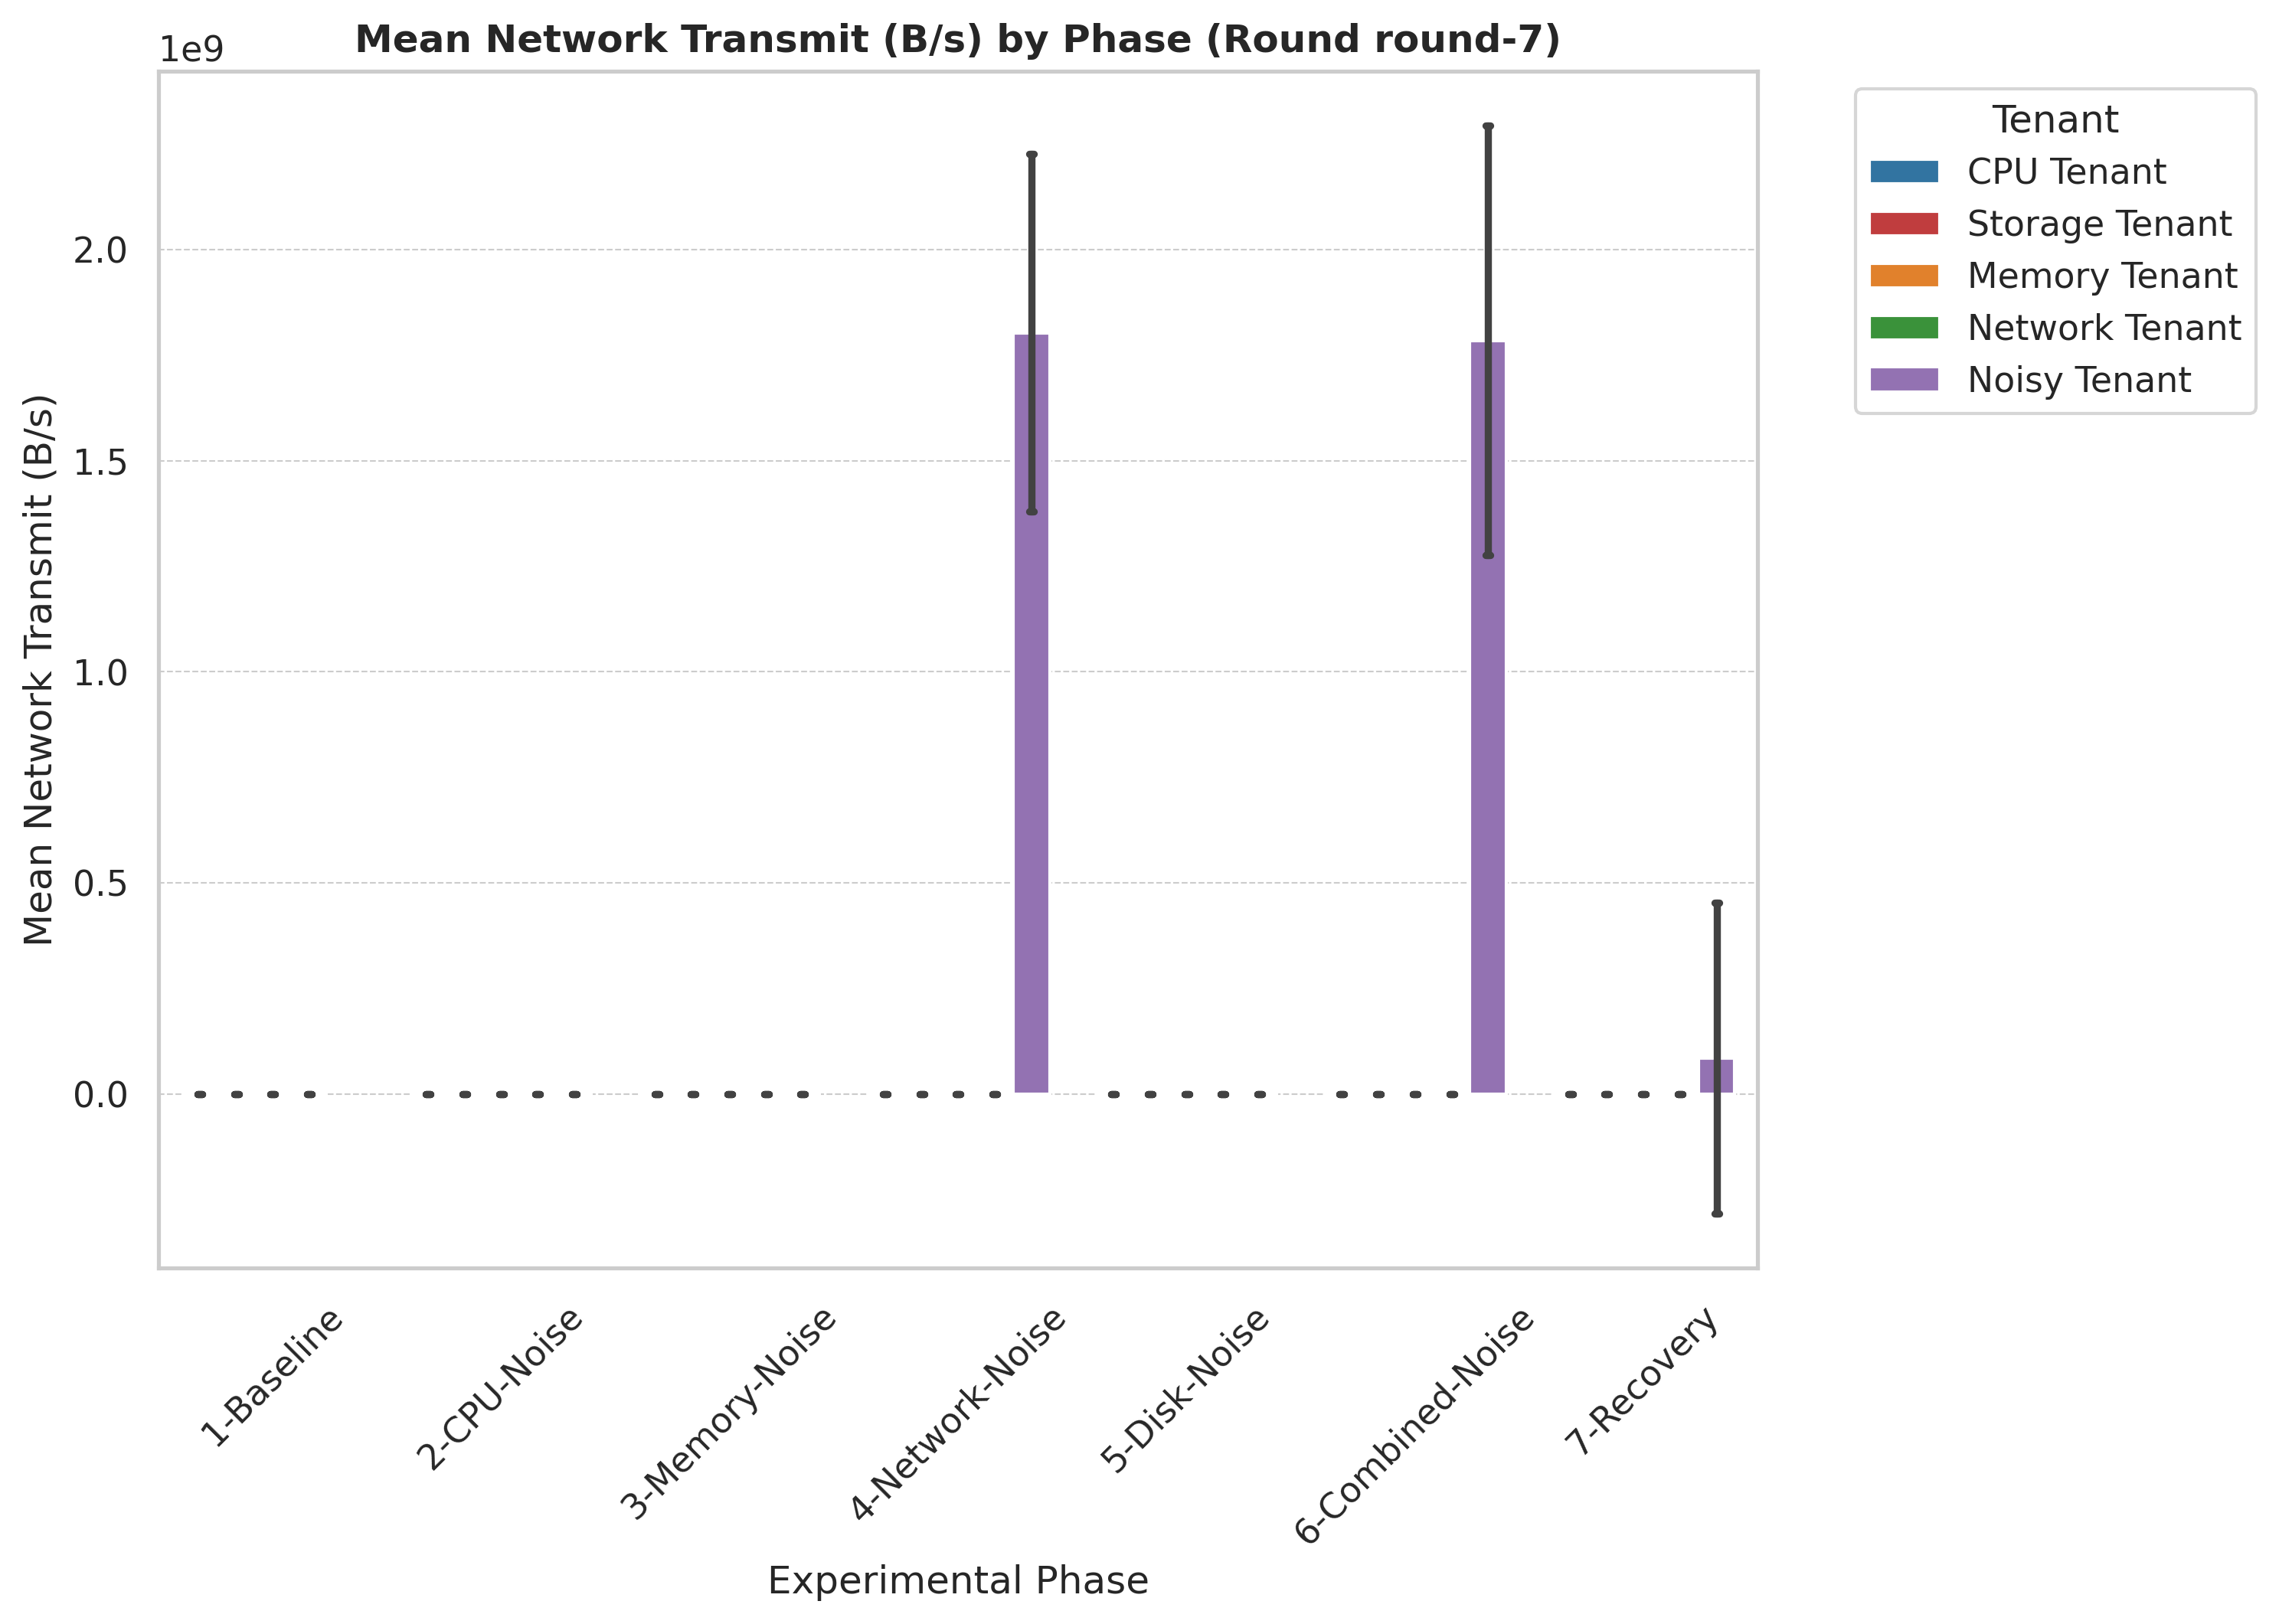 Mean Network Transmit (B/s) by Phase (Round round-7)
1e9
Mean Network Transmit (B/s)
2.0
1.5
1.0
0.5
0.0
1-Baseline
2-CPU-Noise
3-Memory-Noise
4-Network-Noise
5-Disk-Noise
6-Combined-Noise
7-Recovery
Experimental Phase
Tenant
CPU Tenant
Storage Tenant
Memory Tenant
Network Tenant
Noisy Tenant